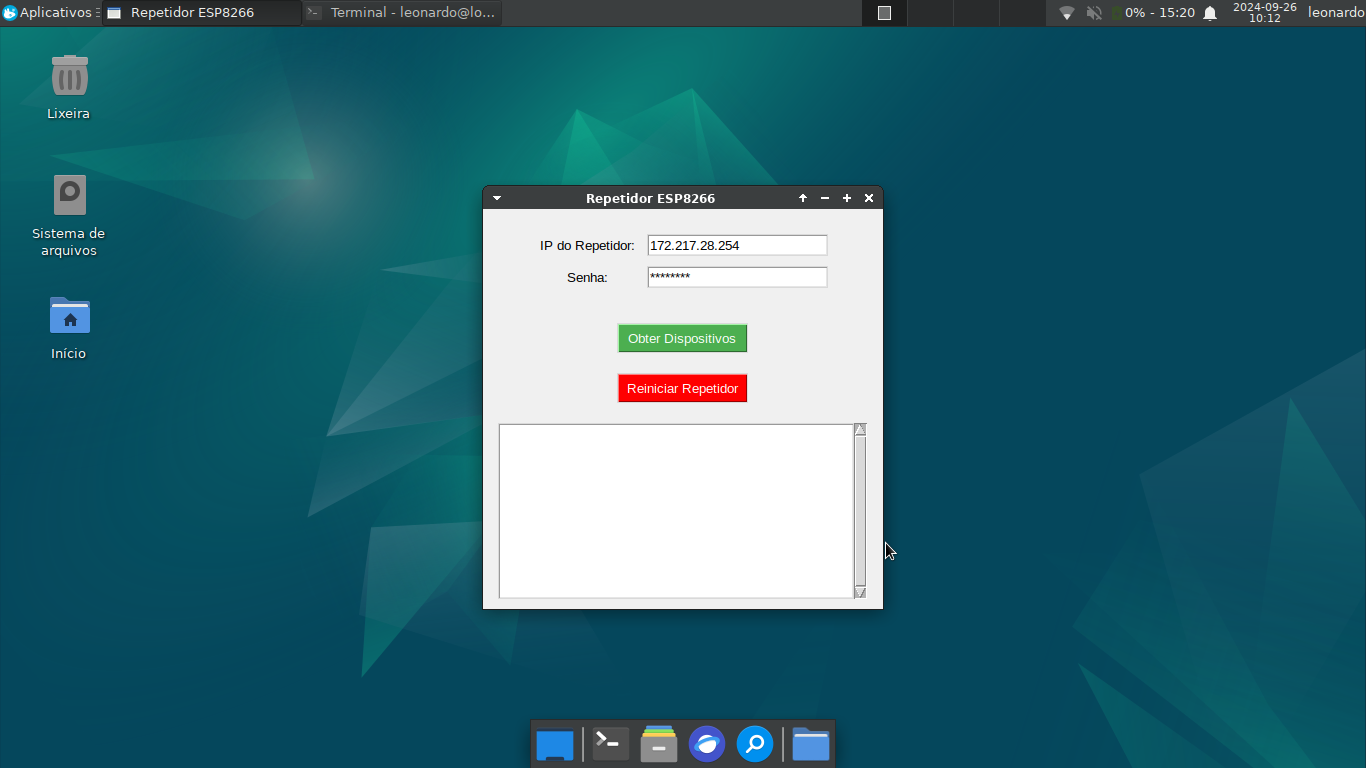 Aplicativos
Repetidor ESP8266
Terminal - leonardo@lo...
0% - 15:20
2024-09-26
10:12
leonardo
Lixeira
Sistema de
arquivos
Início
Repetidor ESP8266
IP do Repetidor:
172.217.28.254
Senha:
********
Obter Dispositivos
Reiniciar Repetidor